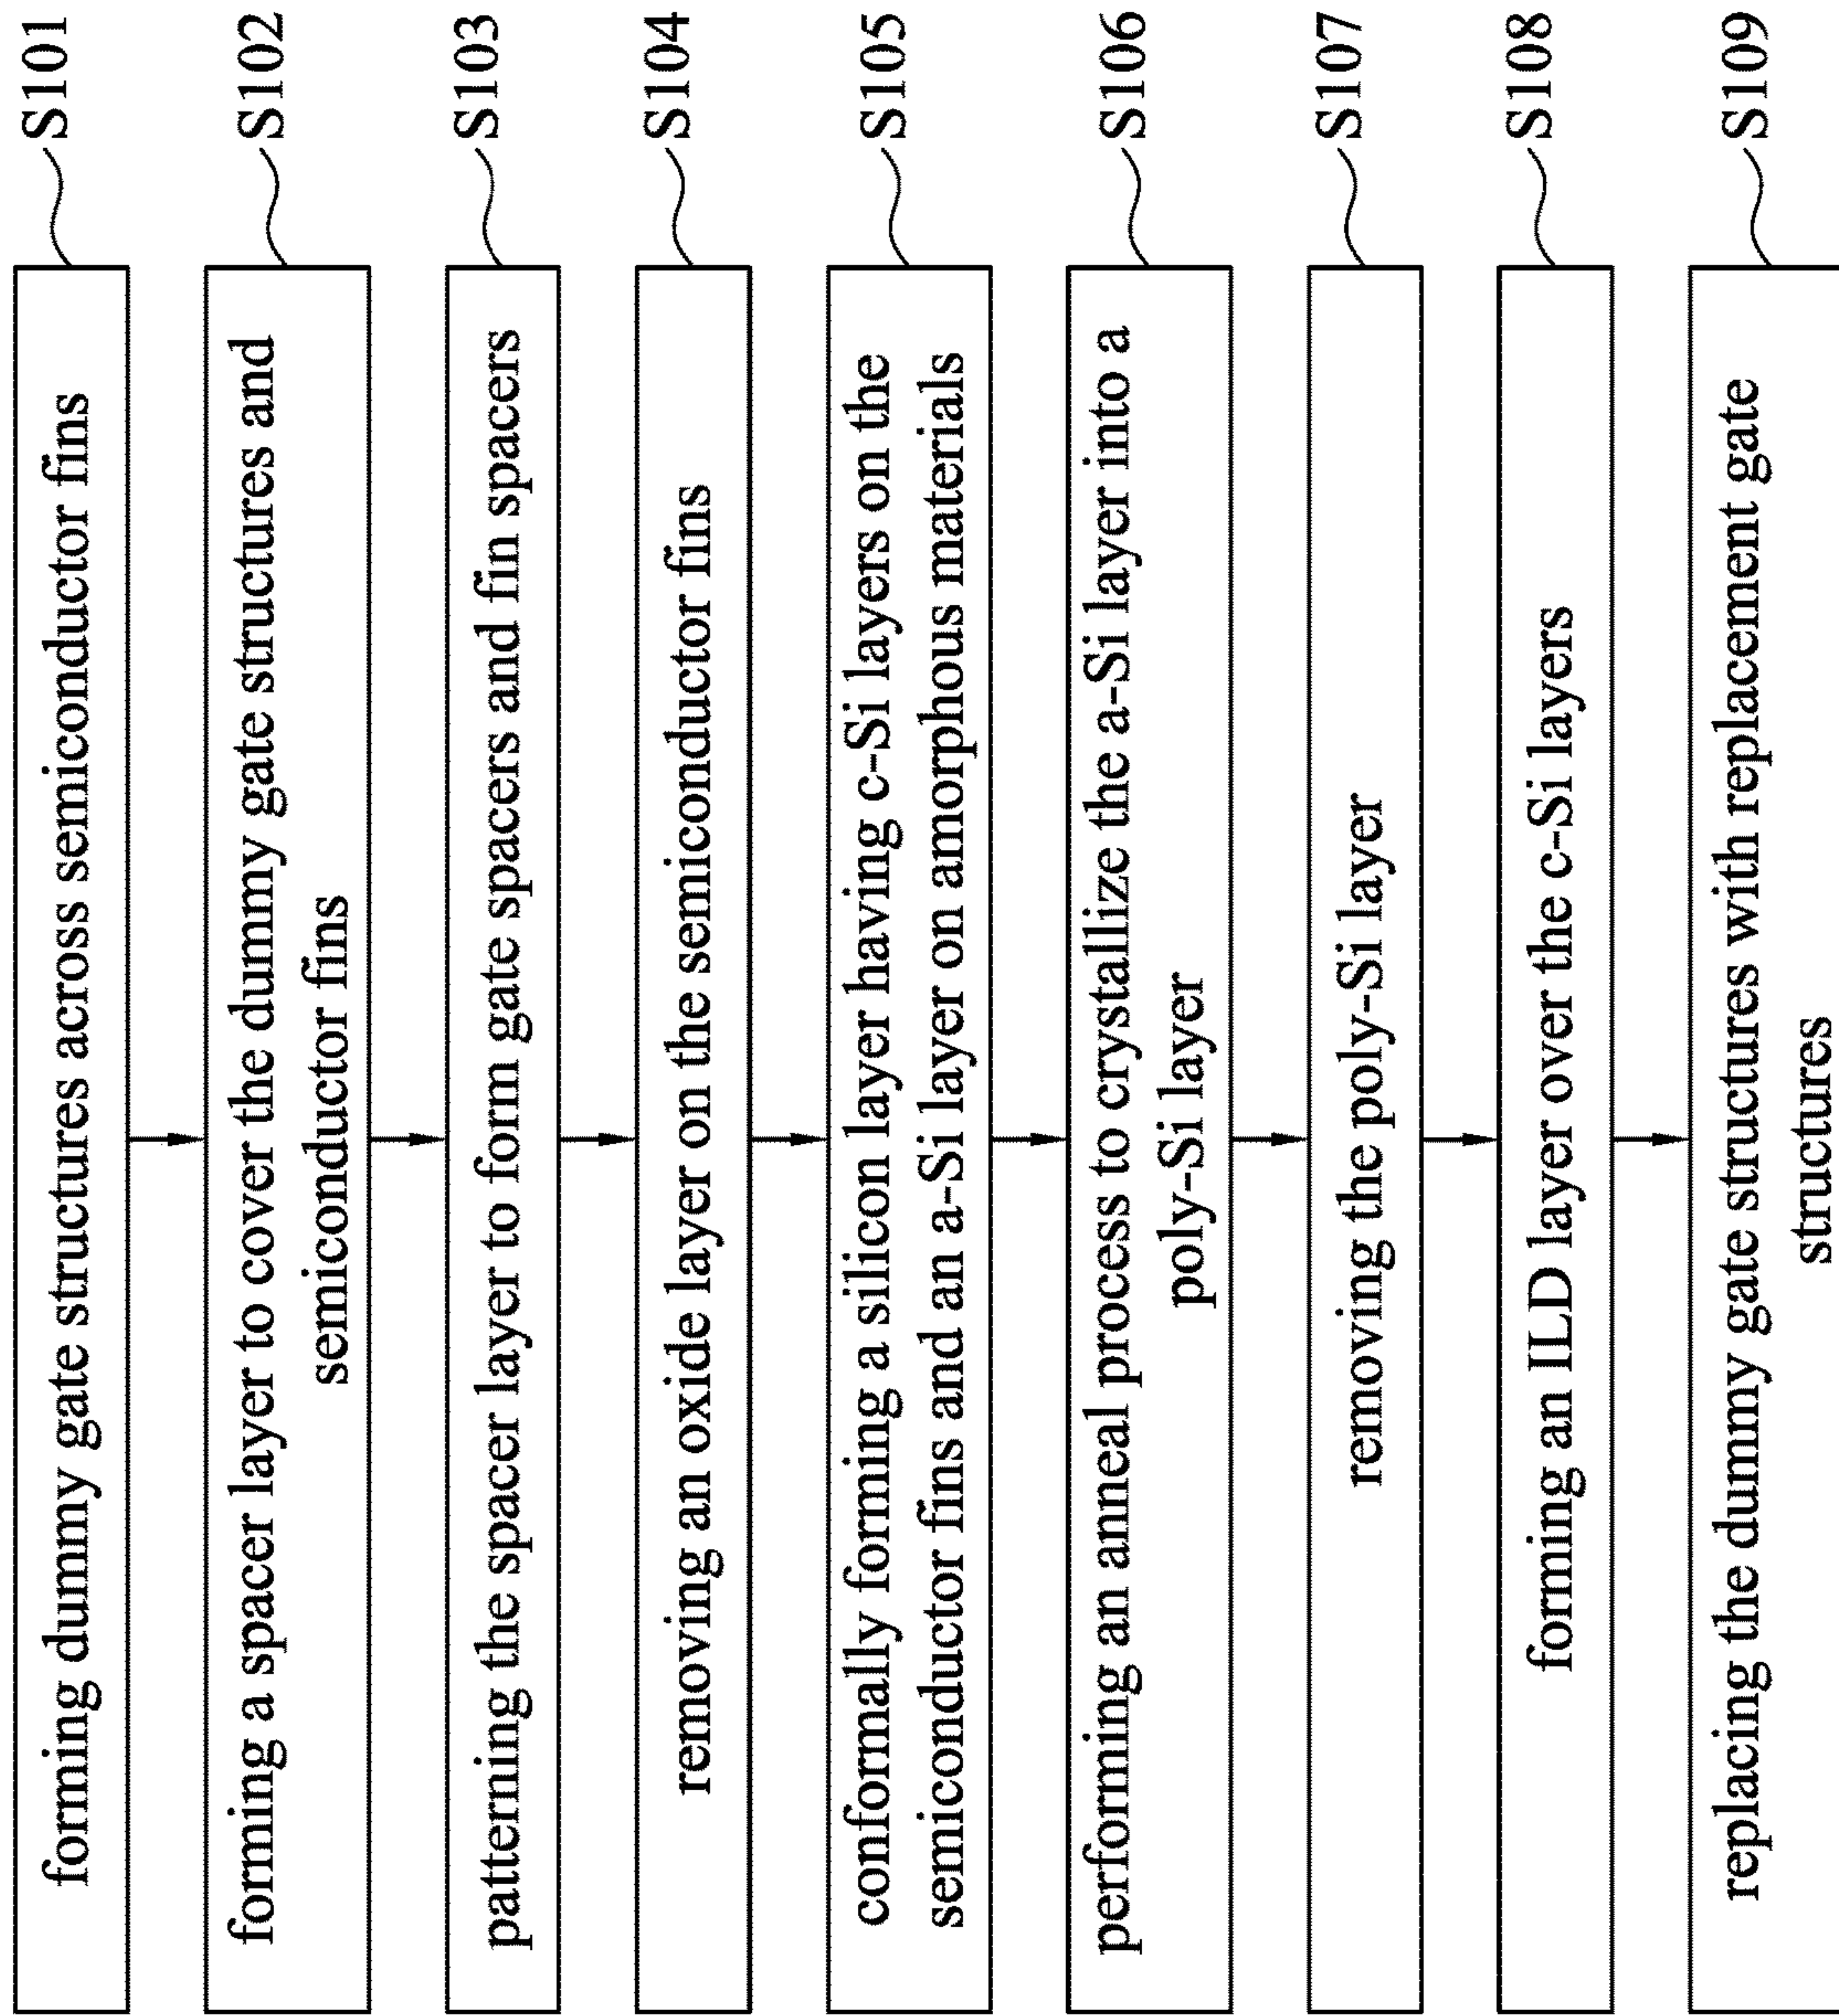 forming dummy gate structures across semiconductor fins
S101
forming a spacer layer to cover the dummy gate structures and
semiconductor fins
S102
patterning the spacer layer to form gate spacers and fin spacers
S103
removing an oxide layer on the semiconductor fins
S104
conformally forming a silicon layer having c-Si layers on the
semiconductor fins and an a-Si layer on amorphous materials
S105
performing an anneal process to crystallize the a-Si layer into a
poly-Si layer
S106
removing the poly-Si layer
S107
forming an ILD layer over the c-Si layers
S108
replacing the dummy gate structures with replacement gate
structures
S109